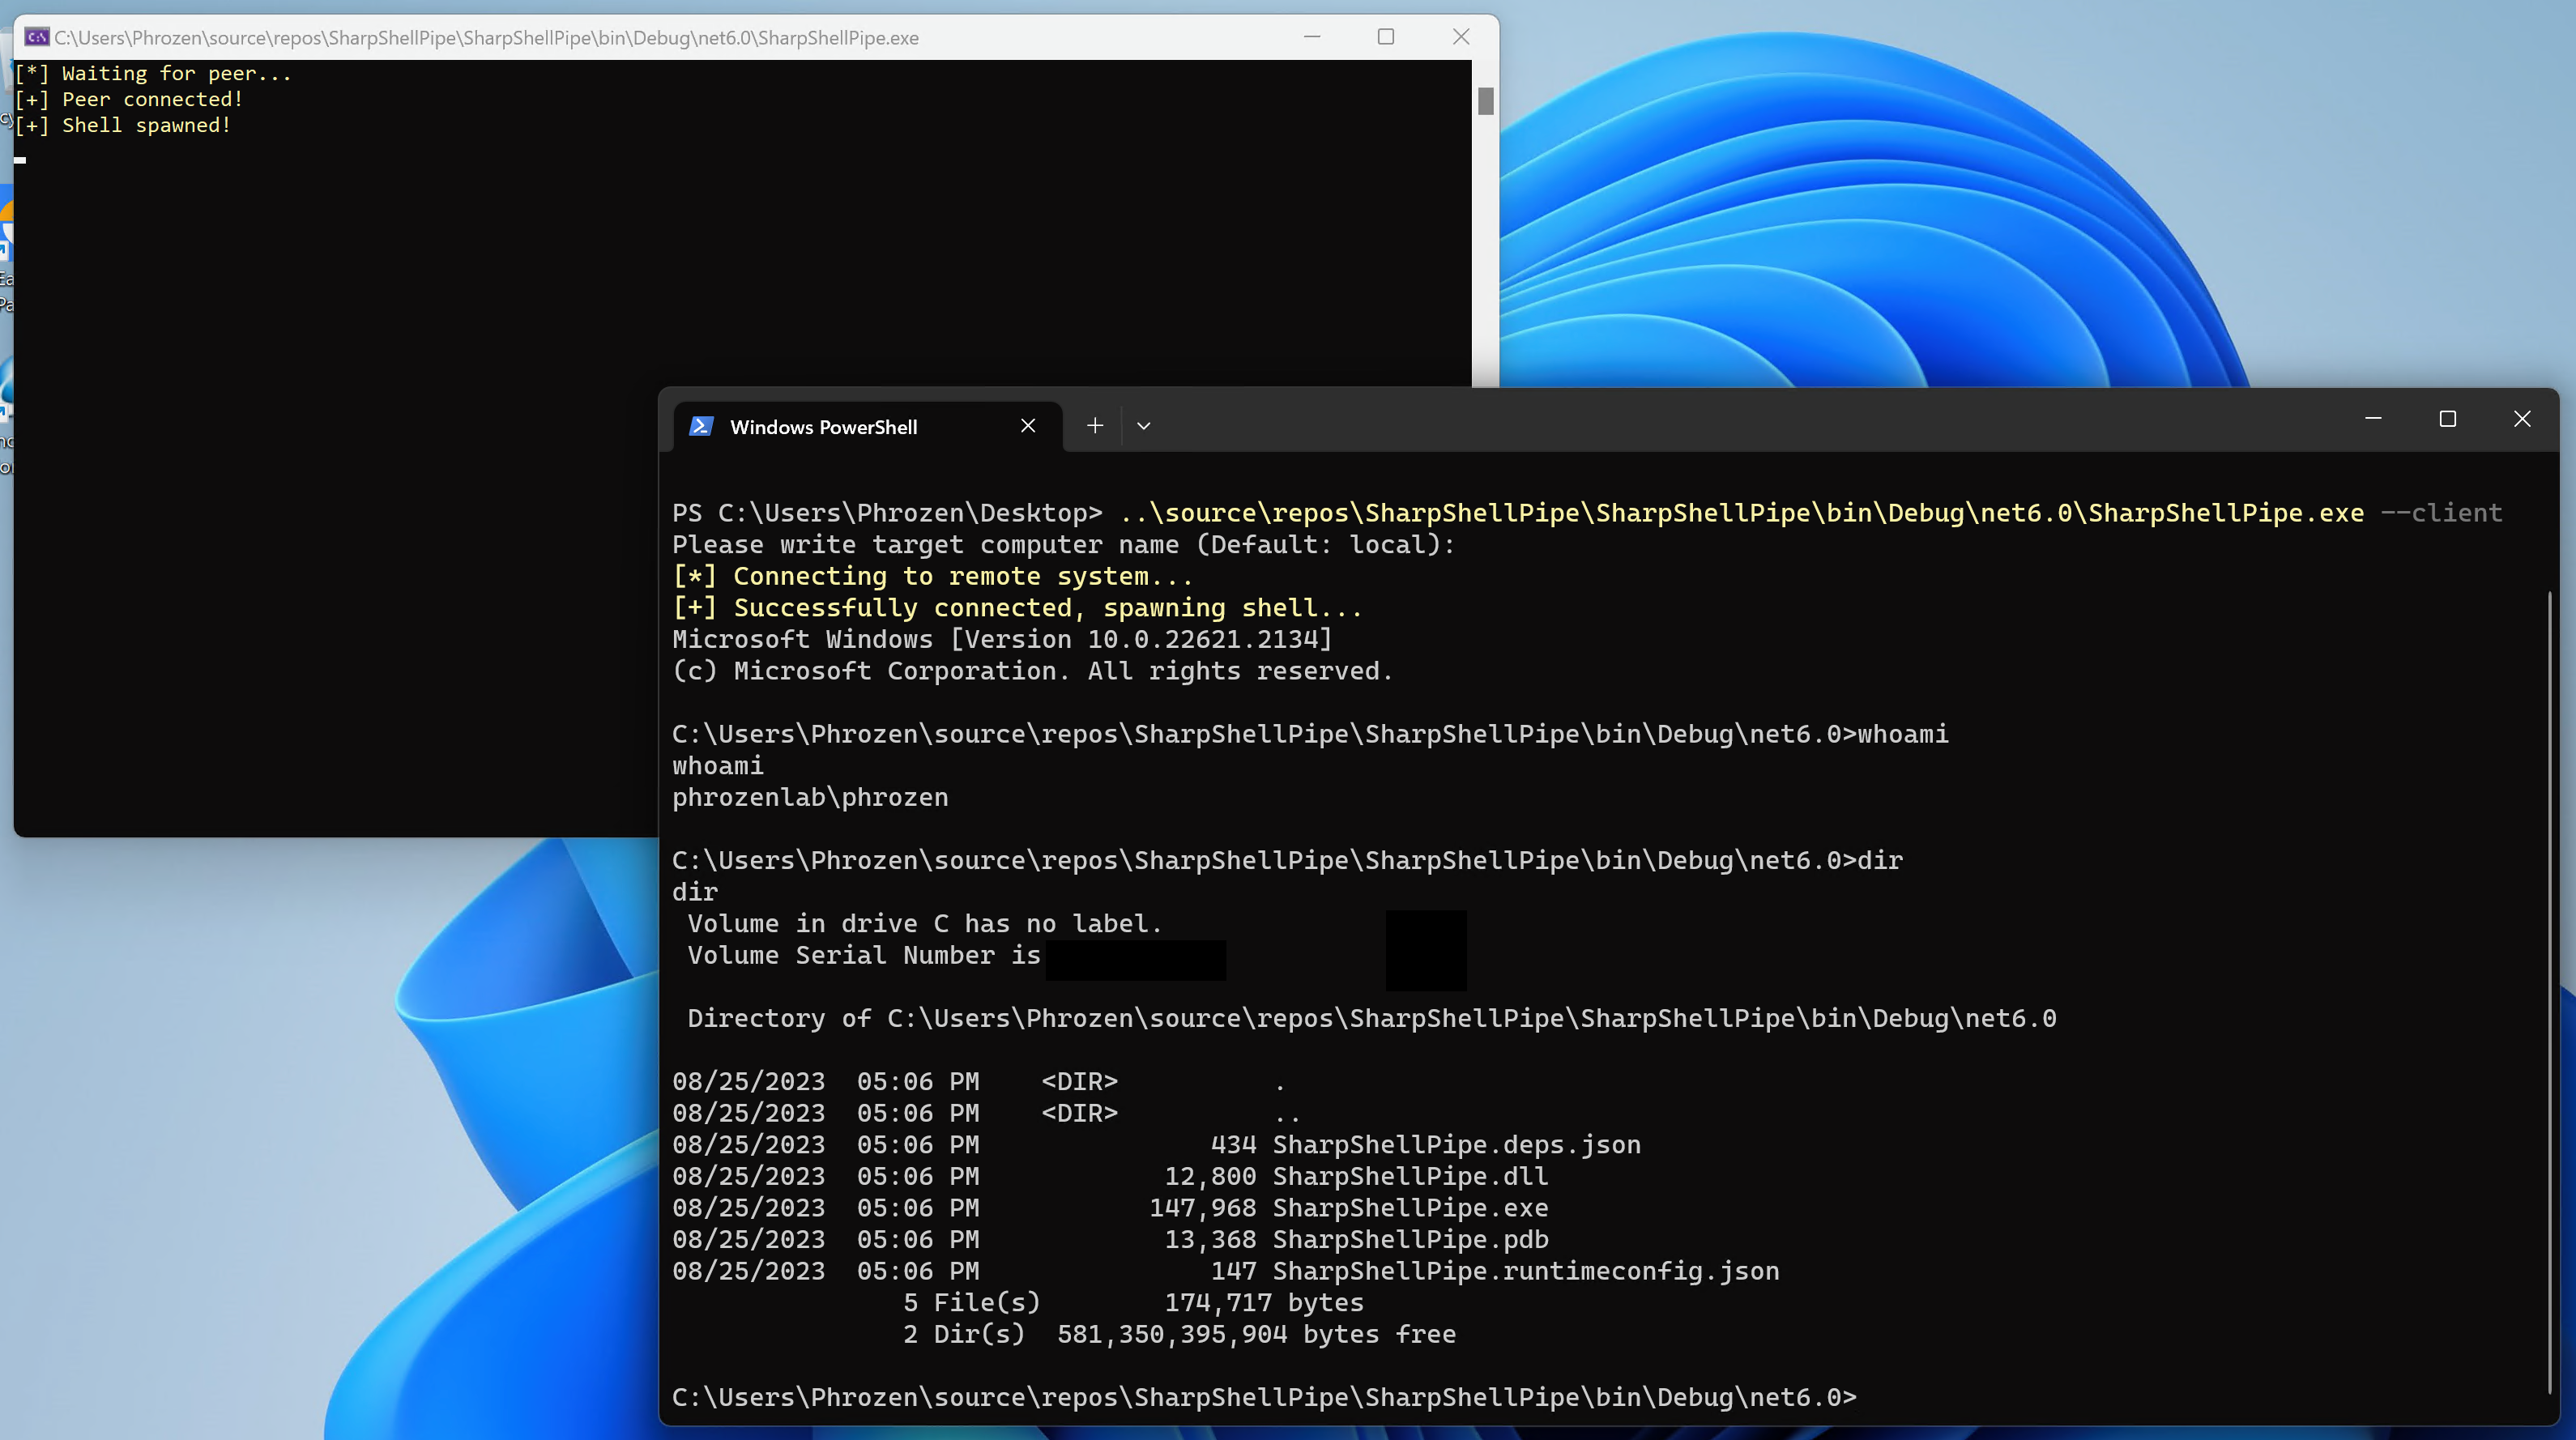 C:\Users\Phrozen\source\repos\SharpShellPipe\SharpShellPipe\bin\Debug\net6.0\SharpShellPipe.exe
[*] Waiting for peer...
[+] Peer connected!
[+] Shell spawned!
Windows PowerShell
PS C:\Users\Phrozen\Desktop> ..\source\repos\SharpShellPipe\SharpShellPipe\bin\Debug\net6.0\SharpShellPipe.exe --client
Please write target computer name (Default: local):
[*] Connecting to remote system...
[+] Successfully connected, spawning shell...
Microsoft Windows [Version 10.0.22621.2134]
(c) Microsoft Corporation. All rights reserved.
C:\Users\Phrozen\source\repos\SharpShellPipe\SharpShellPipe\bin\Debug\net6.0>whoami
whoami
phrozenlab\phrozen
C:\Users\Phrozen\source\repos\SharpShellPipe\SharpShellPipe\bin\Debug\net6.0>dir
dir
Volume in drive C has no label.
Volume Serial Number is
Directory of C:\Users\Phrozen\source\repos\SharpShellPipe\SharpShellPipe\bin\Debug\net6.0
08/25/2023  05:06 PM    <DIR>          .
08/25/2023  05:06 PM    <DIR>          ..
08/25/2023  05:06 PM               434 SharpShellPipe.deps.json
08/25/2023  05:06 PM            12,800 SharpShellPipe.dll
08/25/2023  05:06 PM           147,968 SharpShellPipe.exe
08/25/2023  05:06 PM            13,368 SharpShellPipe.pdb
08/25/2023  05:06 PM               147 SharpShellPipe.runtimeconfig.json
5 File(s)        174,717 bytes
2 Dir(s)  581,350,395,904 bytes free
C:\Users\Phrozen\source\repos\SharpShellPipe\SharpShellPipe\bin\Debug\net6.0>